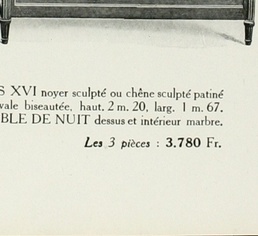 S XVI noyer sculpté ou chêne sculpté patiné
vale biseautée, haut. 2 m. 20, larg. 1 m. 67.
BLE DE NUIT dessus et intérieur marbre.
Les 3 pièces : 3.780 Fr.